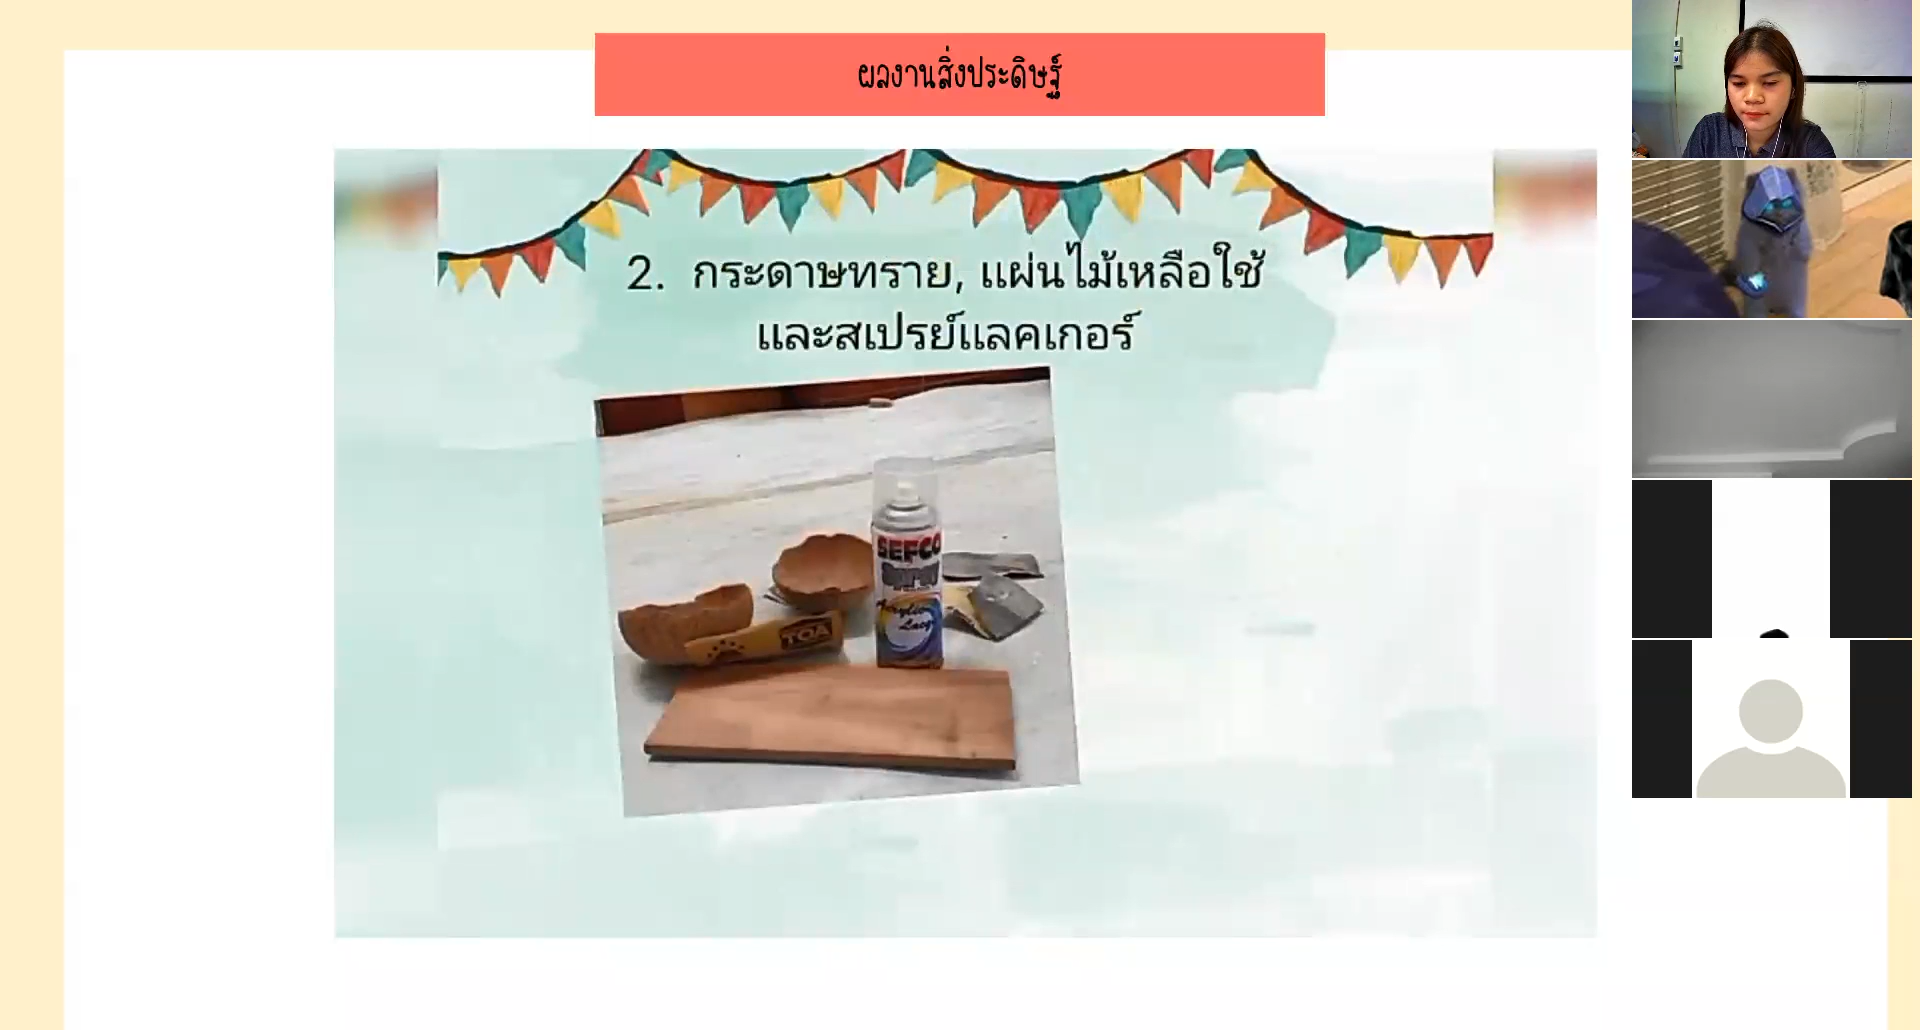 ผลงานสิ่งประดิษฐ์
2. กระดาษทราย, แผ่นไม้เหลือใช้
และสเปรย์แลคเกอร์
SEFCO
Spray
Acrylic
TOA